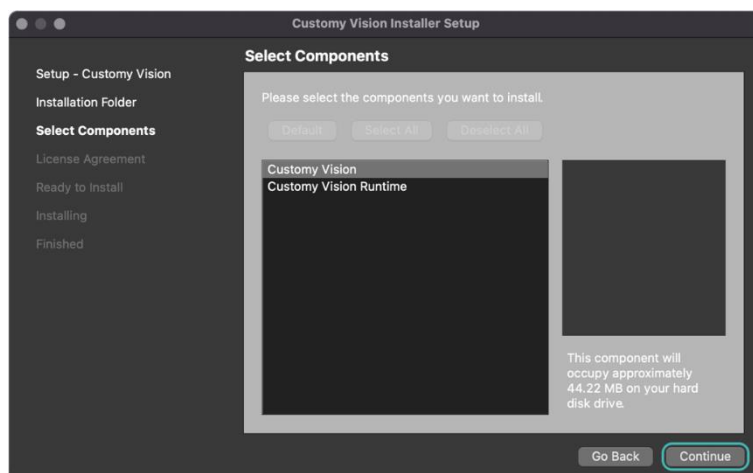 Customy Vision Installer Setup
Setup - Customy Vision
Installation Folder
Select Components
License Agreement
Ready to Install
Installing
Finished
Select Components
Please select the components you want to install.
Default Select All Deselect All
Customy Vision
Customy Vision Runtime
This component will
occupy approximately
44.22 MB on your hard
disk drive.
Go Back Continue